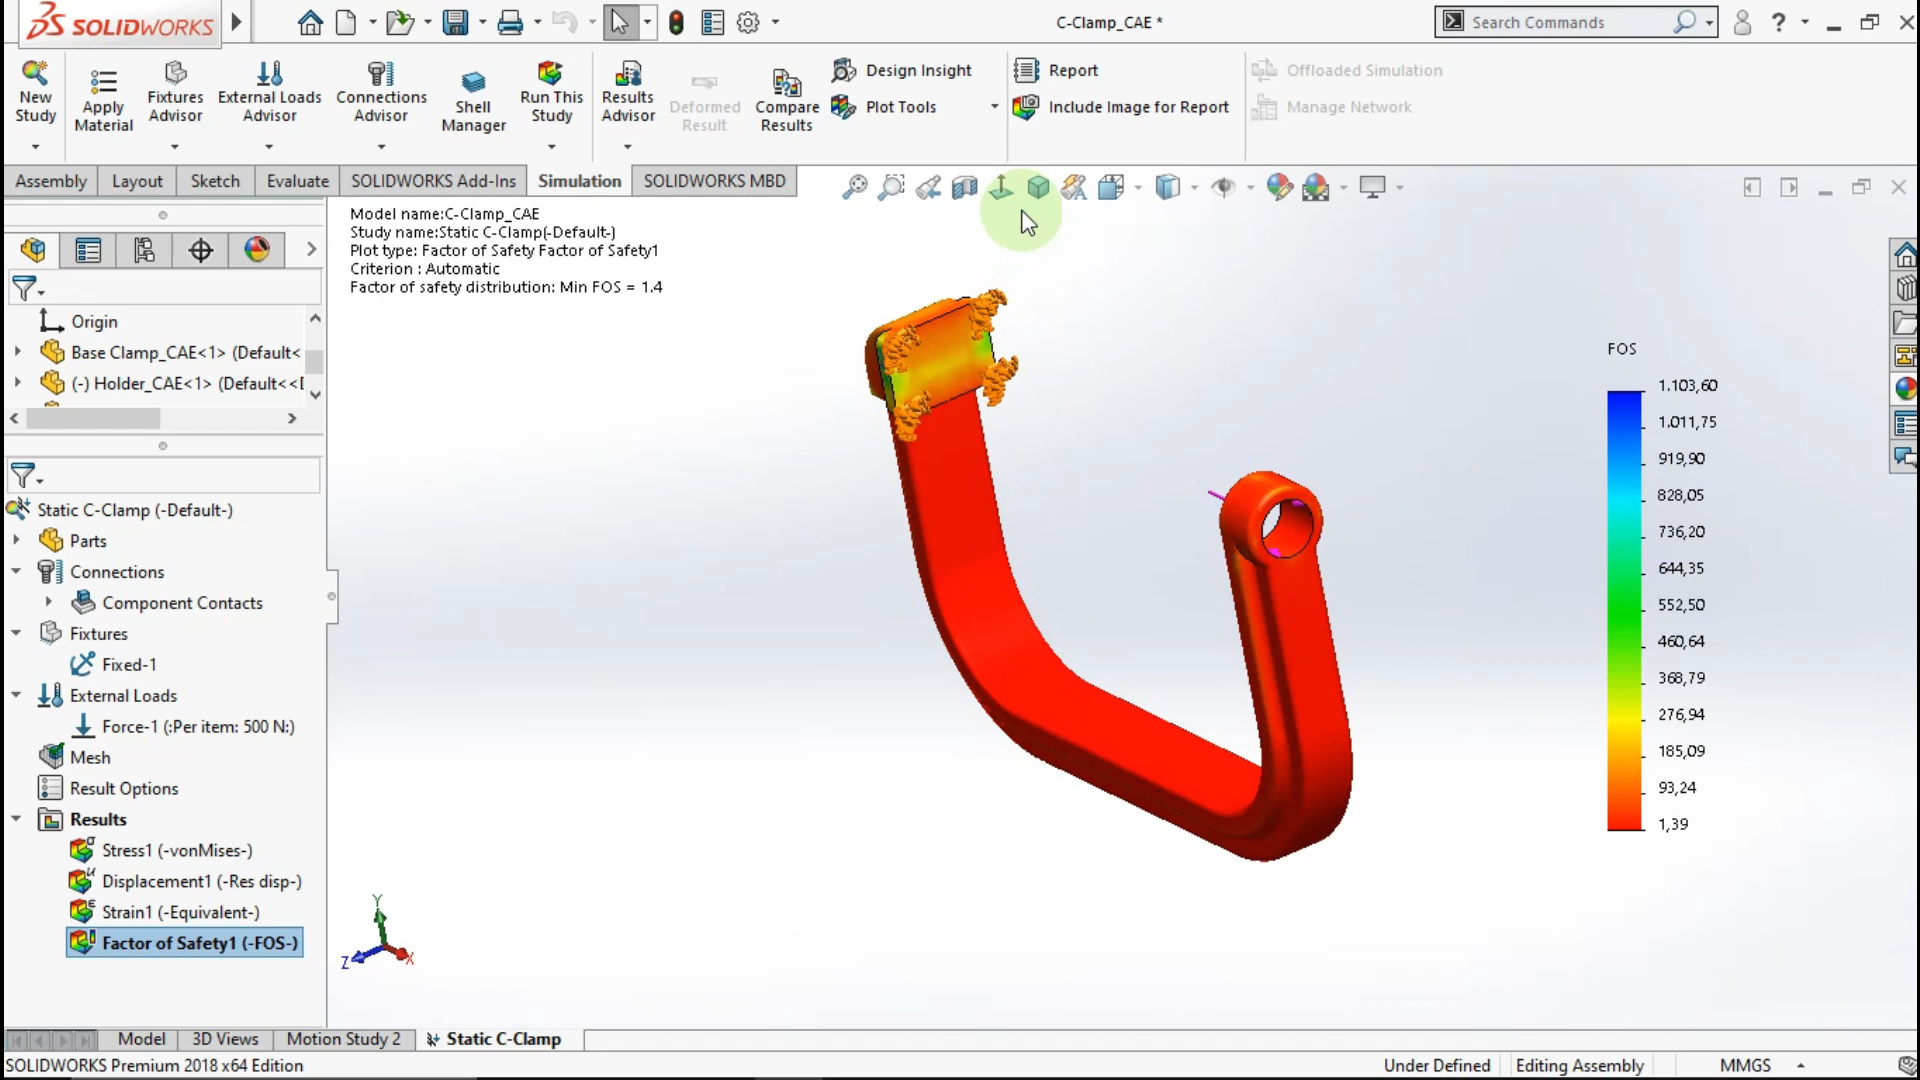 SOLIDWORKS
C-Clamp_CAE *
Search Commands
?
New Study
Apply Material
Fixtures Advisor
External Loads Advisor
Connections Advisor
Shell Manager
Run This Study
Results Advisor
Deformed Result
Compare Results
Design Insight
Plot Tools
Report
Include Image for Report
Offloaded Simulation
Manage Network
Assembly
Layout
Sketch
Evaluate
SOLIDWORKS Add-Ins
Simulation
SOLIDWORKS MBD
Model name:C-Clamp_CAE
Study name:Static C-Clamp(-Default-)
Plot type: Factor of Safety Factor of Safety1
Criterion : Automatic
Factor of safety distribution: Min FOS = 1.4
Origin
Base Clamp_CAE<1> (Default<
(-) Holder_CAE<1> (Default<<
Static C-Clamp (-Default-)
Parts
Connections
Component Contacts
Fixtures
Fixed-1
External Loads
Force-1 (:Per item: 500 N:)
Mesh
Result Options
Results
Stress1 (-vonMises-)
Displacement1 (-Res disp-)
Strain1 (-Equivalent-)
Factor of Safety1 (-FOS-)
FOS
1.103,60
1.011,75
919,90
828,05
736,20
644,35
552,50
460,64
368,79
276,94
185,09
93,24
1,39
Y
Z
X
Model
3D Views
Motion Study 2
Static C-Clamp
SOLIDWORKS Premium 2018 x64 Edition
Under Defined
Editing Assembly
MMGS